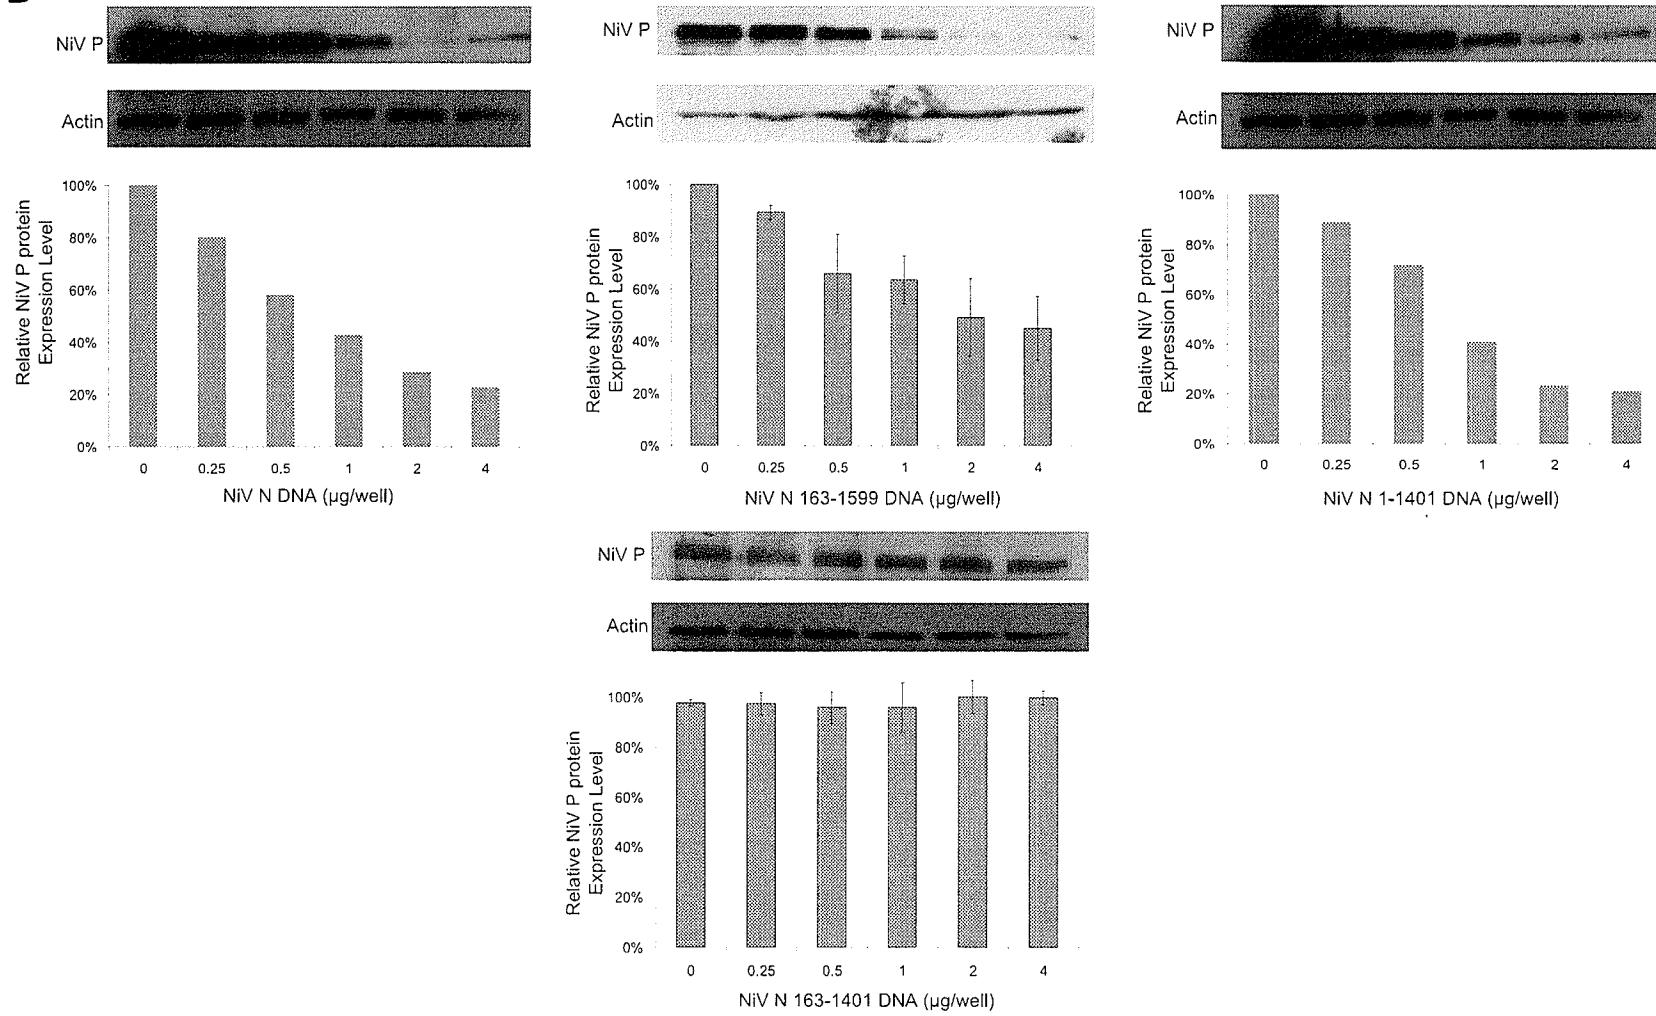 NiV P
Actin
Relative NiV P protein
Expression Level
100%
80%
60%
40%
20%
0%
0 0.25 0.5 1 2 4
NiV N DNA (µg/well)
NiV P
Actin
Relative NiV P protein
Expression Level
100%
80%
60%
40%
20%
0%
0 0.25 0.5 1 2 4
NiV N 163-1599 DNA (µg/well)
NiV P
Actin
Relative NiV P protein
Expression Level
100%
80%
60%
40%
20%
0%
0 0.25 0.5 1 2 4
NiV N 1-1401 DNA (µg/well)
NiV P
Actin
Relative NiV P protein
Expression Level
100%
80%
60%
40%
20%
0%
0 0.25 0.5 1 2 4
NiV N 163-1401 DNA (µg/well)